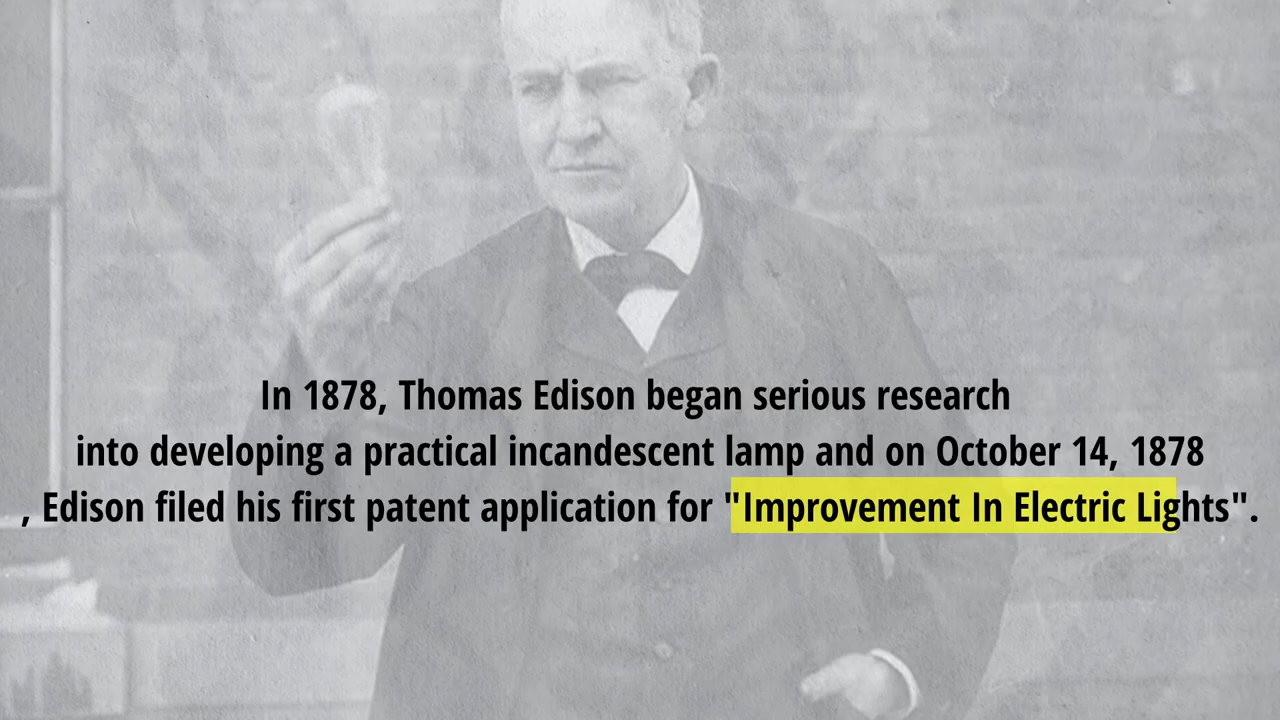 In 1878, Thomas Edison began serious research
into developing a practical incandescent lamp and on October 14, 1878
, Edison filed his first patent application for "Improvement In Electric Lights".